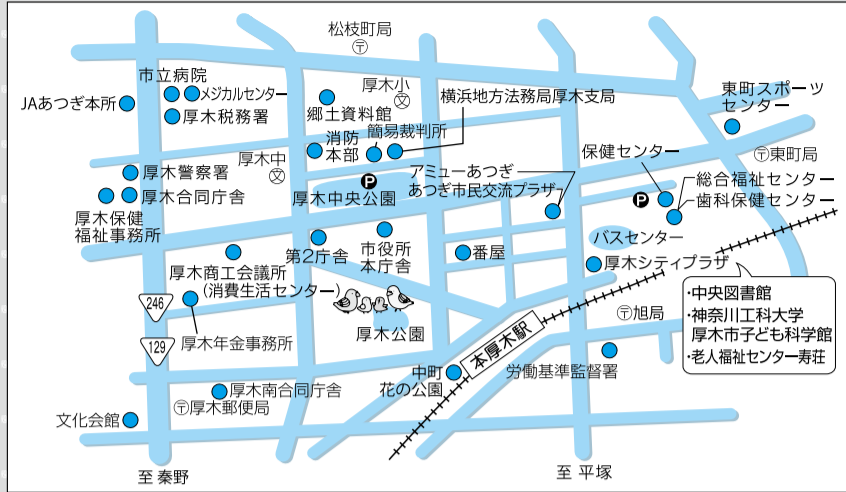 松枝町局
〒
市立病院
メジカルセンター
JAあつぎ本所
厚木税務署
厚木小
文
郷土資料館
横浜地方法務局厚木支局
東町スポーツ
センター
消防
本部
簡易裁判所
厚木中
文
保健センター
〒東町局
厚木警察署
アミューあつぎ
あつぎ市民交流プラザ
P
P
総合福祉センター
歯科保健センター
厚木合同庁舎
厚木中央公園
厚木保健
福祉事務所
バスセンター
第2庁舎
市役所
本庁舎
番屋
厚木商工会議所
(消費生活センター)
厚木シティプラザ
・中央図書館
・神奈川工科大学
厚木市子ども科学館
・老人福祉センター寿荘
246
厚木公園
〒旭局
厚木年金事務所
129
本厚木駅
労働基準監督署
中町
花の公園
厚木南合同庁舎
〒厚木郵便局
文化会館
至 秦野
至 平塚